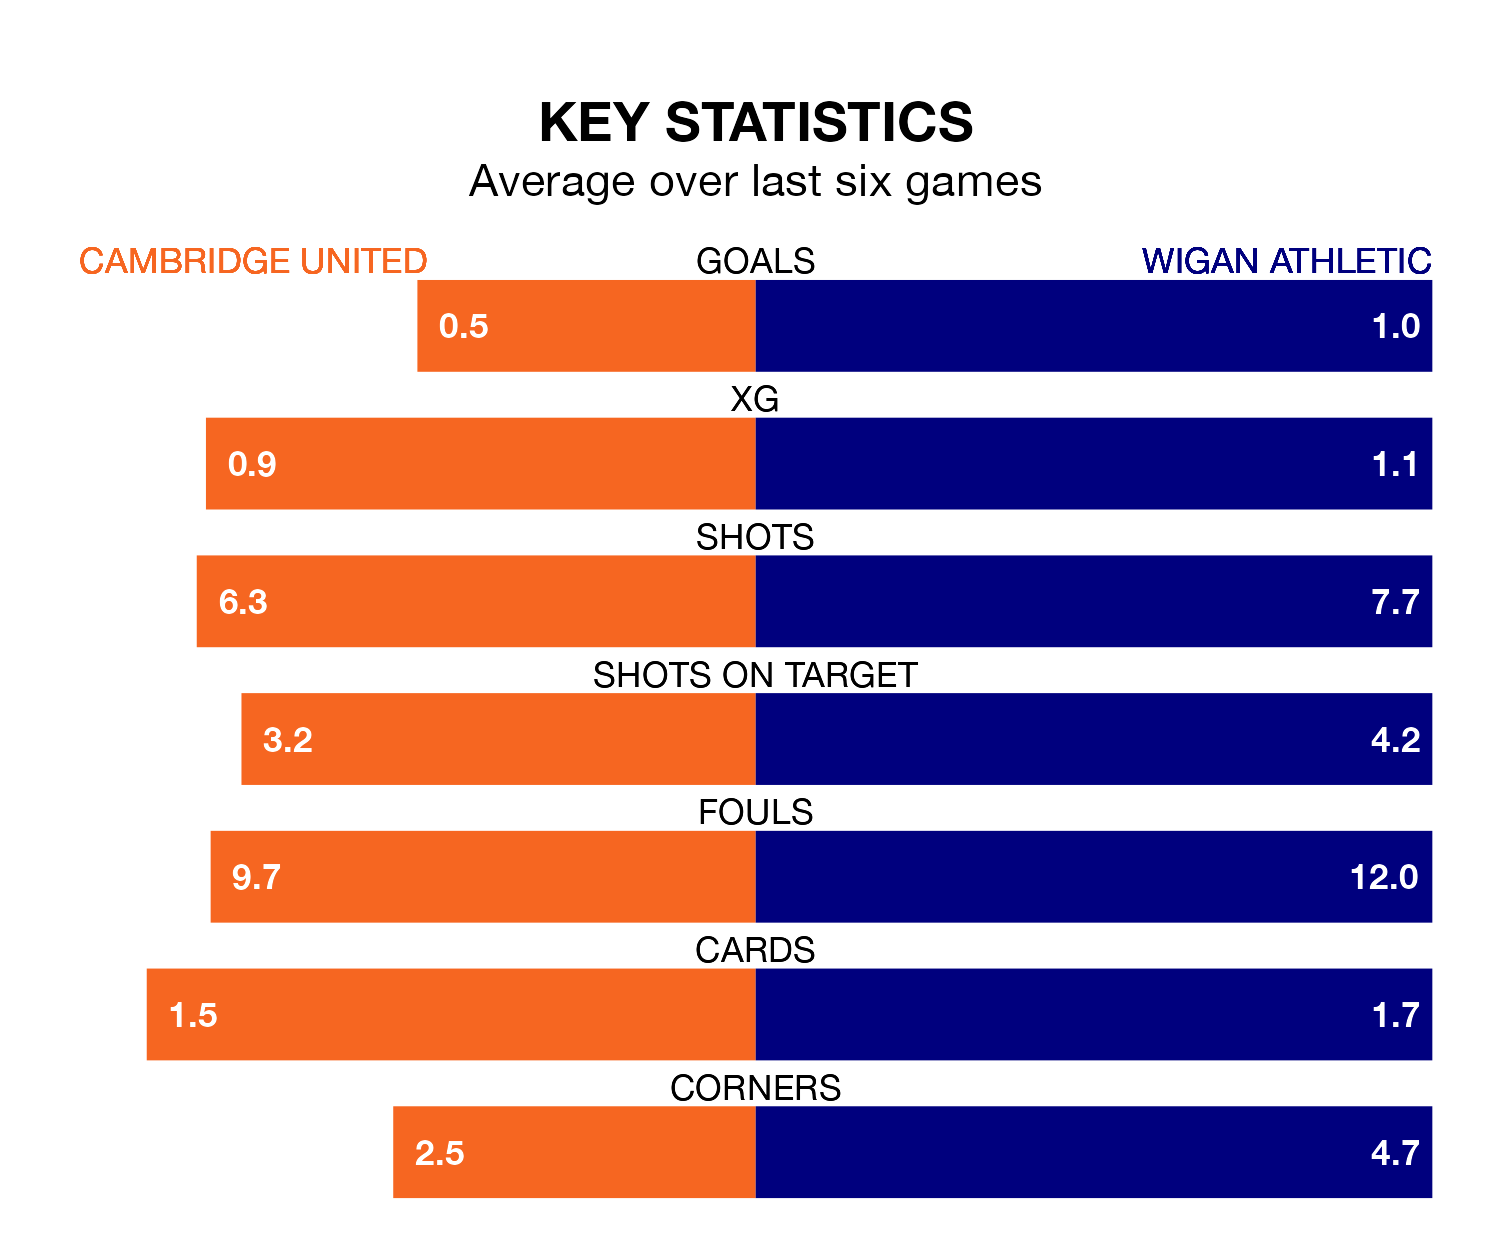 KEY STATISTICS
Average over last six games
CAMBRIDGE UNITED GOALS WIGAN ATHLETIC
0.5 1.0
XG
0.9 1.1
SHOTS
6.3 7.7
SHOTS ON TARGET
3.2 4.2
FOULS
9.7 12.0
CARDS
1.5 1.7
CORNERS
2.5 4.7